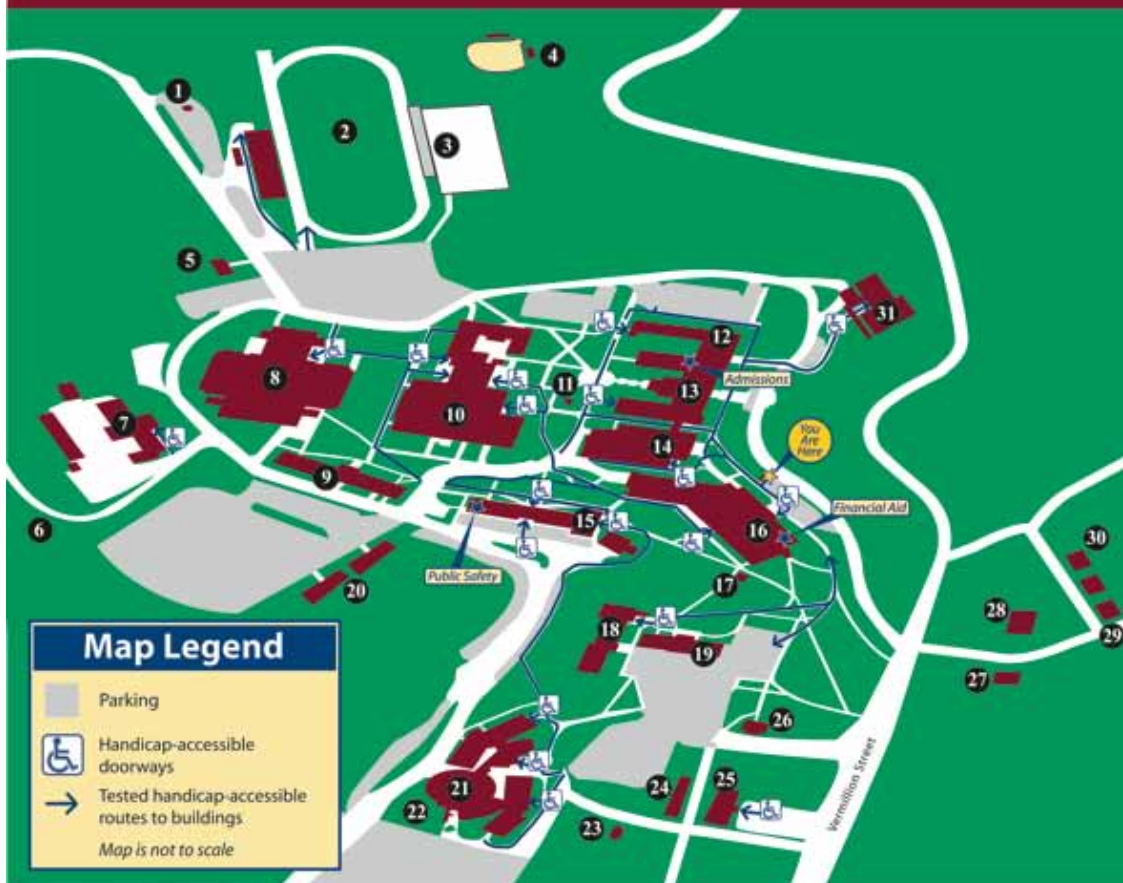 1
2
3
4
5
6
7
8
9
10
11
12
13
14
15
16
17
18
19
20
21
22
23
24
25
26
27
28
29
30
31
Admissions
You
Are
Here
Financial Aid
Public Safety
Vermillion Street
Map Legend
Parking
Handicap-accessible
doorways
Tested handicap-accessible
routes to buildings
Map is not to scale